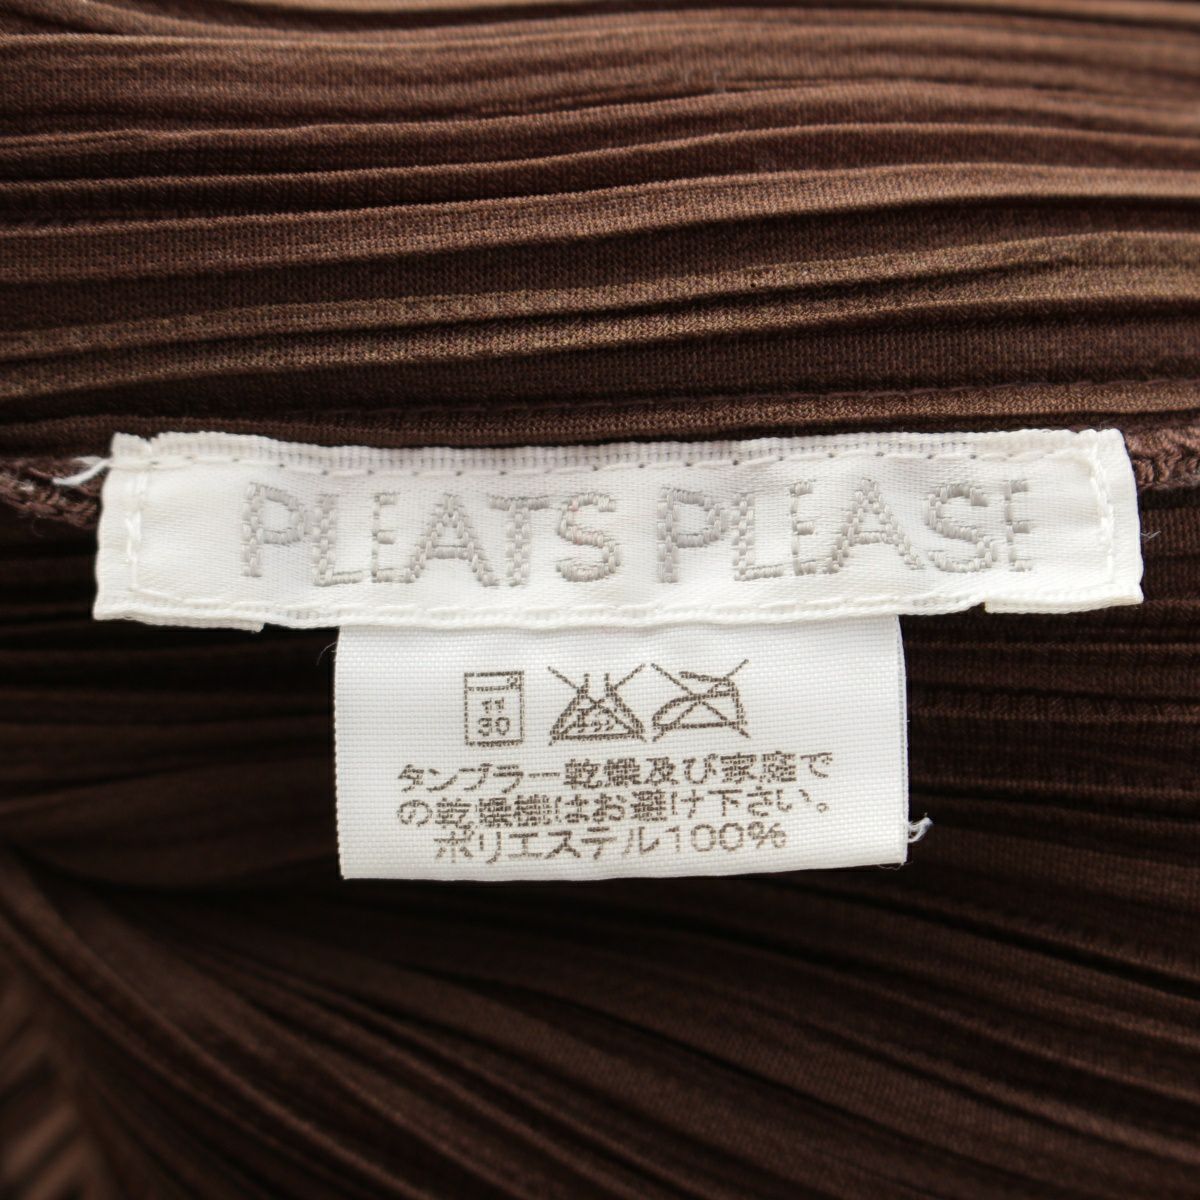 PLEATS PLEASE
タンブラー乾燥及び家庭で
の乾燥機はお避け下さい。
ポリエステル100%